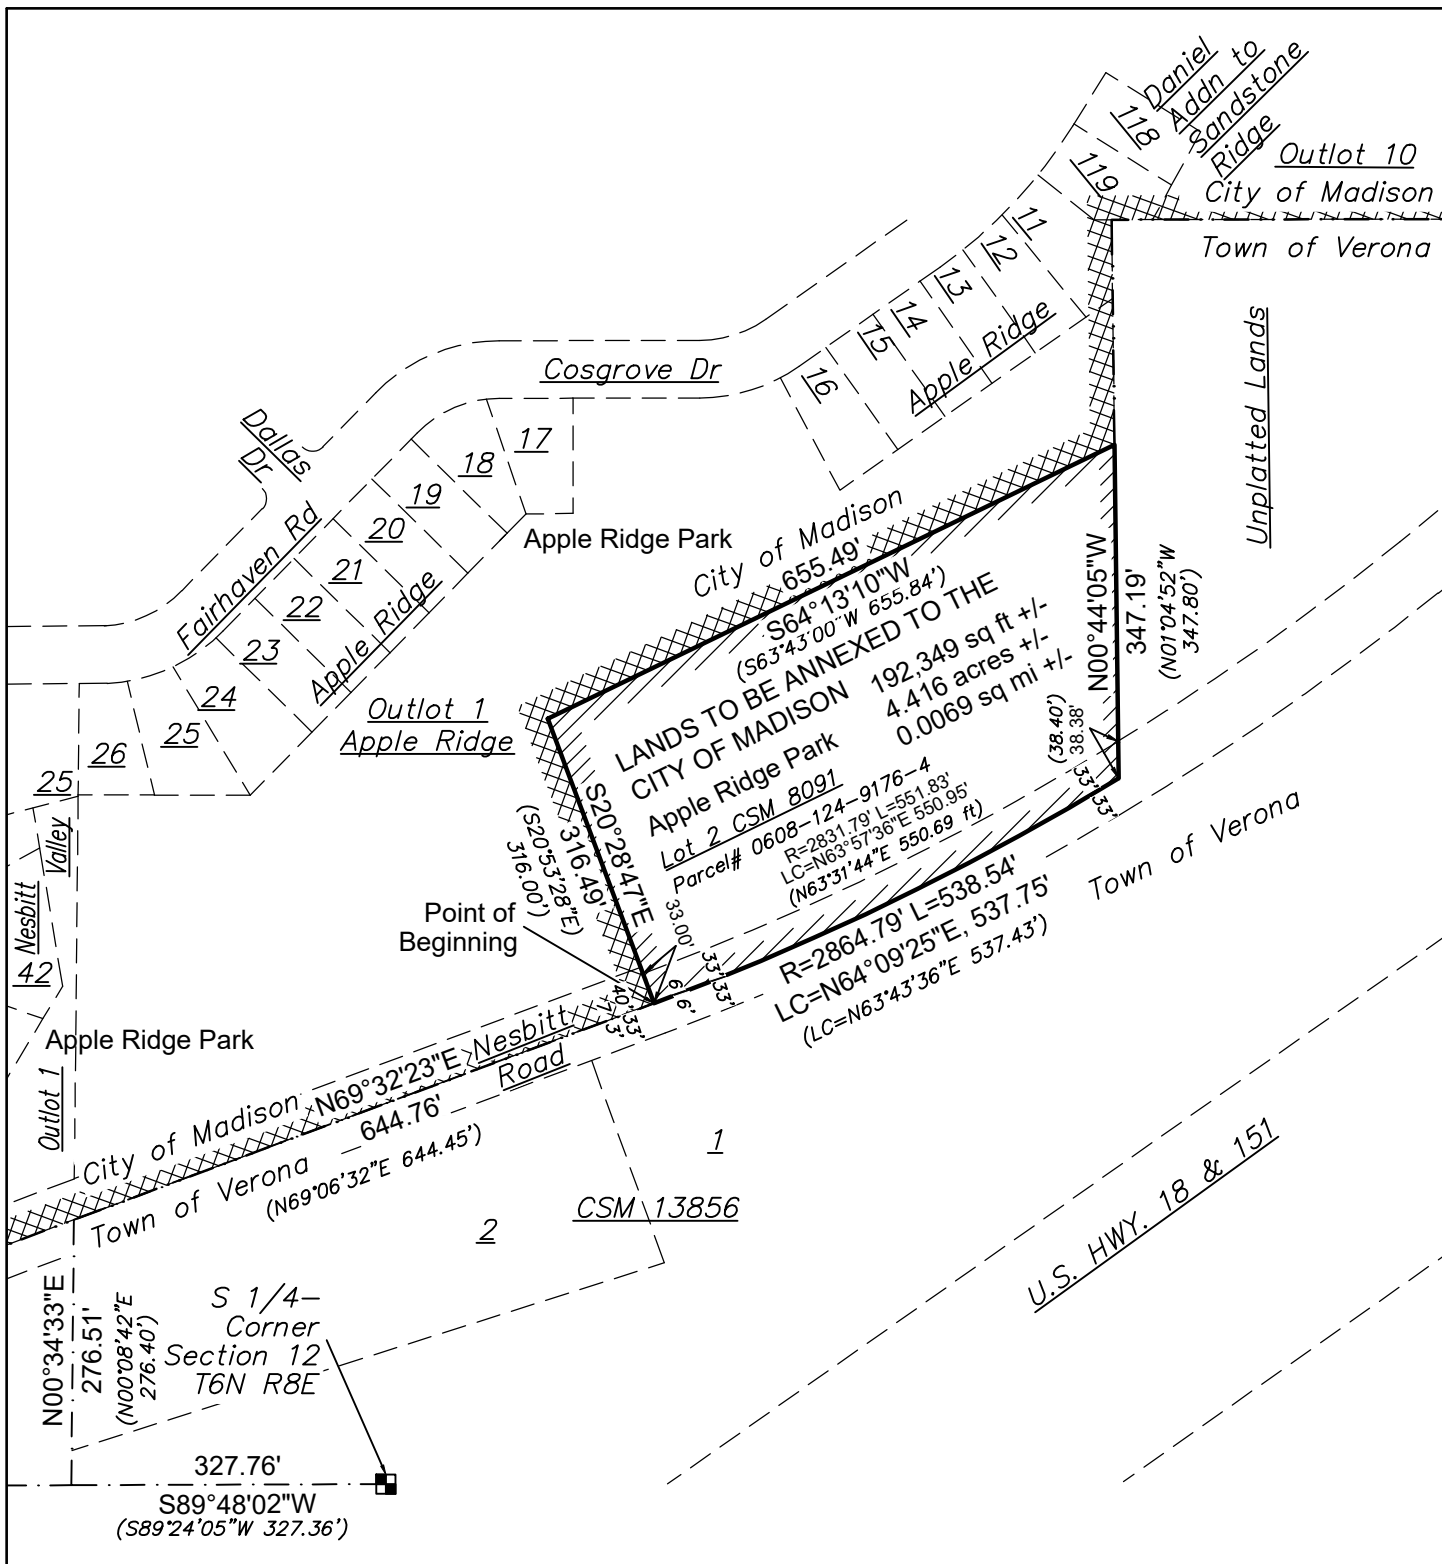 Daniel
Addn to
Sandstone
Ridge
118
119
Outlot 10
City of Madison
Town of Verona
11
12
13
14
15
16
Apple Ridge
Cosgrove Dr
Unplatted Lands
Dallas
Dr
17
18
19
20
21
22
23
24
25
26
Fairhaven Rd
Apple Ridge
Apple Ridge Park
City of Madison
655.49'
S64°13'10"W
(S63°43'00"W 655.84')
LANDS TO BE ANNEXED TO THE
CITY OF MADISON
192,349 sq ft +/-
4.416 acres +/-
0.0069 sq mi +/-
Apple Ridge Park
Lot 2 CSM 8091
Parcel# 0608-124-9176-4
R=2831.79' L=551.83'
LC=N63°57'36"E 550.95'
(N63°31'44"E 550.69 ft)
N00°44'05"W
347.19'
(N01°04'52"W
347.80')
(38.40')
38.38'
33'
33'
Outlot 1
Apple Ridge
S20°28'47"E
316.49'
(S20°53'28"E)
316.00')
33.00'
Point of
Beginning
R=2864.79' L=538.54'
LC=N64°09'25"E, 537.75'
(LC=N63°43'36"E 537.43')
Town of Verona
33'
33'
6'
6'
40'
33'
7'
3'
25
Valley
Nesbitt
42
Apple Ridge Park
Outlot 1
City of Madison
N69°32'23"E
Nesbitt
Road
644.76'
Town of Verona
(N69°06'32"E 644.45')
1
2
CSM 13856
U.S. HWY. 18 & 151
N00°34'33"E
276.51'
(N00°08'42"E
276.40')
S 1/4-
Corner
Section 12
T6N R8E
327.76'
S89°48'02"W
(S89°24'05"W 327.36')